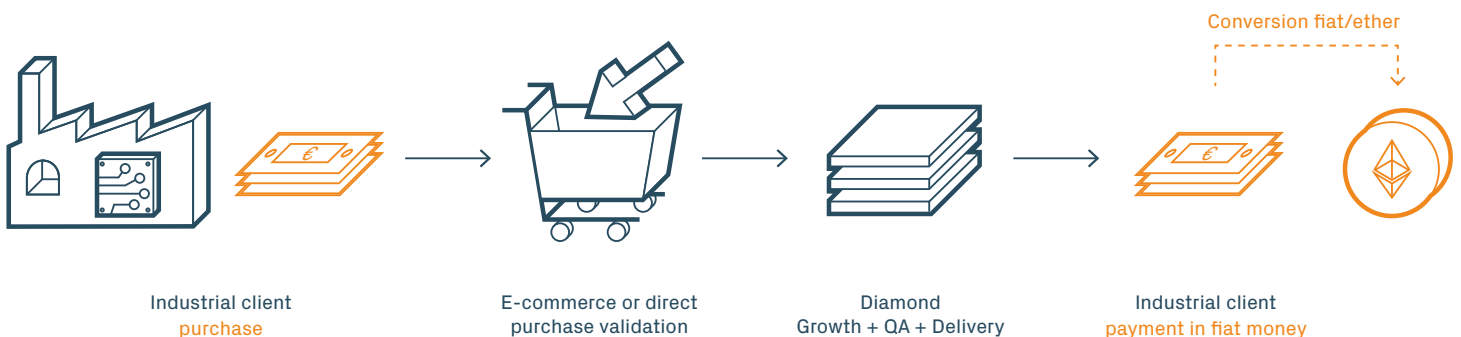 Conversion fiat/ether
€
€
Industrial client
purchase
E-commerce or direct
purchase validation
Diamond
Growth + QA + Delivery
Industrial client
payment in fiat money